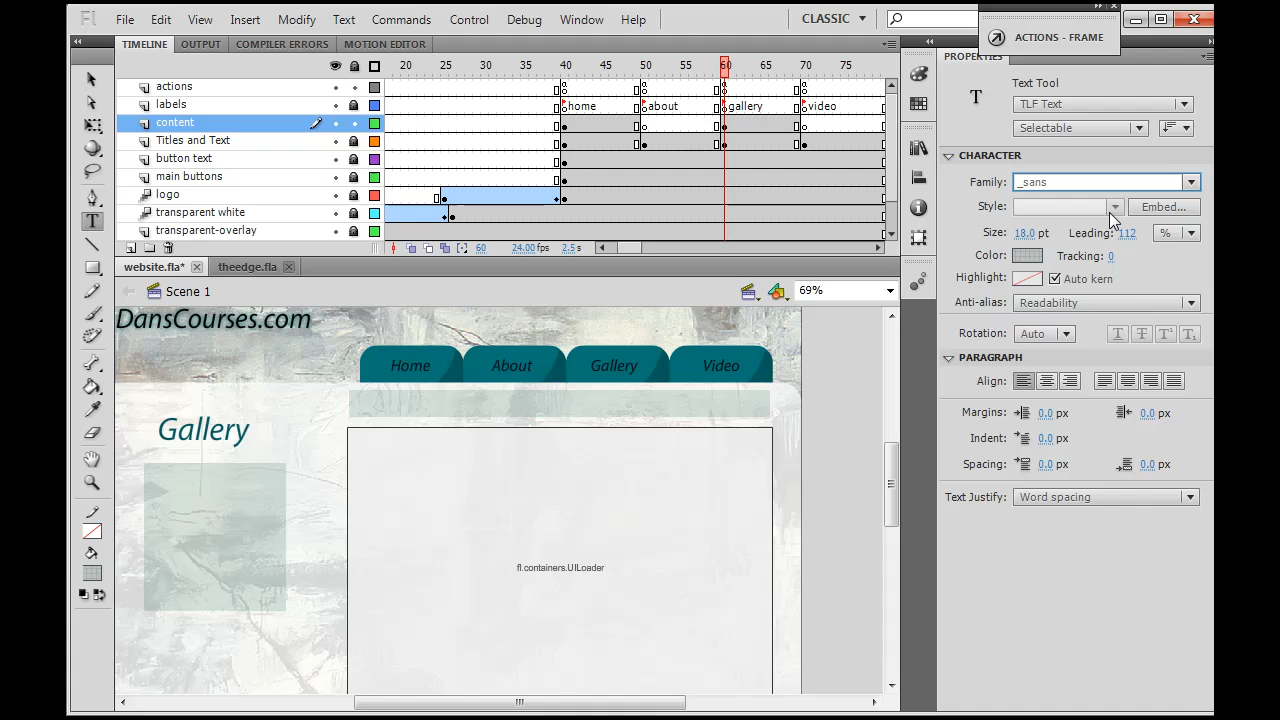 Fl File Edit View Insert Modify Text Commands Control Debug Window Help CLASSIC
ACTIONS - FRAME
TIMELINE OUTPUT COMPILER ERRORS MOTION EDITOR
PROPERTIES
20 25 30 35 40 45 50 55 60 65 70 75
actions
labels home about gallery video
content
Titles and Text
button text
main buttons
logo
transparent white
transparent-overlay
60 24.00 fps 2.5 s
website.fla* theedge.fla
Scene 1 69%
DansCourses.com
Home About Gallery Video
Gallery
fl.containers.UILoader
T Text Tool
TLF Text
Selectable
CHARACTER
Family: _sans
Style: Embed...
Size: 18.0 pt Leading: 112 %
Color: Tracking: 0
Highlight: Auto kern
Anti-alias: Readability
Rotation: Auto T T T¹ T₁
PARAGRAPH
Align:
Margins: 0.0 px 0.0 px
Indent: 0.0 px
Spacing: 0.0 px 0.0 px
Text Justify: Word spacing